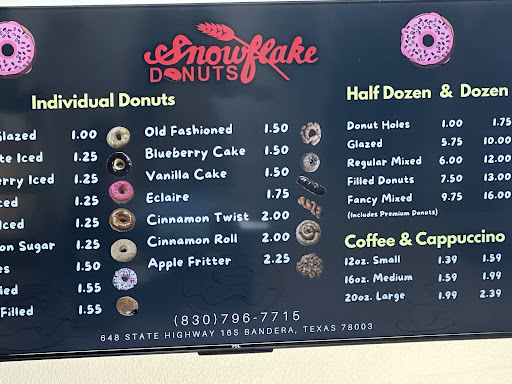 Snowflake
DONUTS
Individual Donuts
Glazed 1.00
Iced 1.25
Iced 1.25
1.25
Iced 1.25
Sugar 1.25
1.50
1.55
Filled 1.55
Old Fashioned 1.50
Blueberry Cake 1.50
Vanilla Cake 1.50
Eclaire 1.75
Cinnamon Twist 2.00
Cinnamon Roll 2.00
Apple Fritter 2.25
Half Dozen & Dozen
Donut Holes 1.00 1.75
Glazed 5.75 10.00
Regular Mixed 6.00 12.00
Filled Donuts 7.50 13.00
Fancy Mixed 9.75 16.00
(Includes Premium Donuts)
Coffee & Cappuccino
12oz. Small 1.39 1.59
16oz. Medium 1.59 1.99
20oz. Large 1.99 2.39
(830)796-7715
648 STATE HIGHWAY 16S BANDERA, TEXAS 78003
TCL